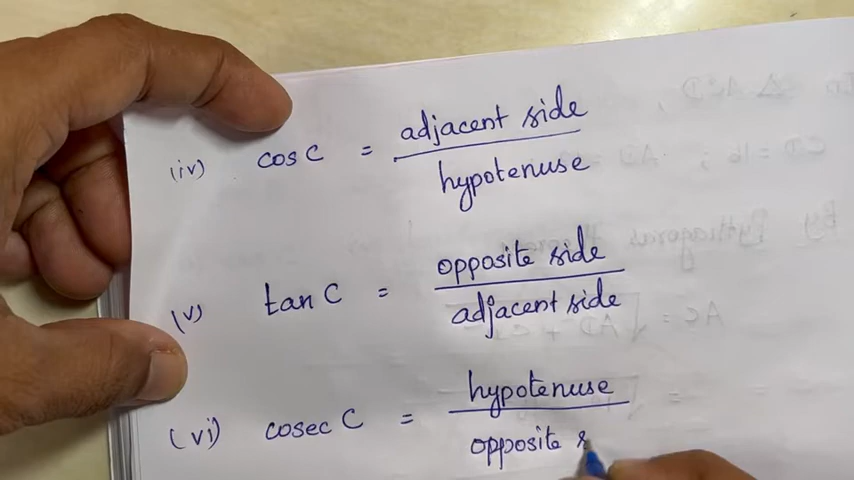 (iv) cos C = adjacent side / hypotenuse
(v) tan C = opposite side / adjacent side
(vi) cosec C = hypotenuse / opposite s